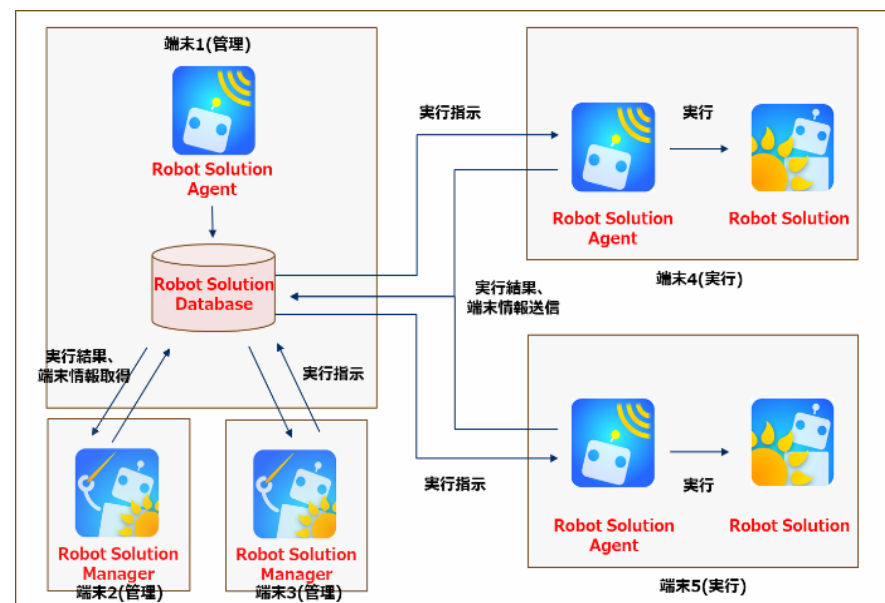 端末1(管理)
Robot Solution
Agent
Robot Solution
Database
実行結果、
端末情報取得
実行指示
Robot Solution
Manager
端末2(管理)
Robot Solution
Manager
端末3(管理)
実行指示
実行結果、
端末情報送信
実行指示
Robot Solution
Agent
実行
Robot Solution
端末4(実行)
Robot Solution
Agent
実行
Robot Solution
端末5(実行)